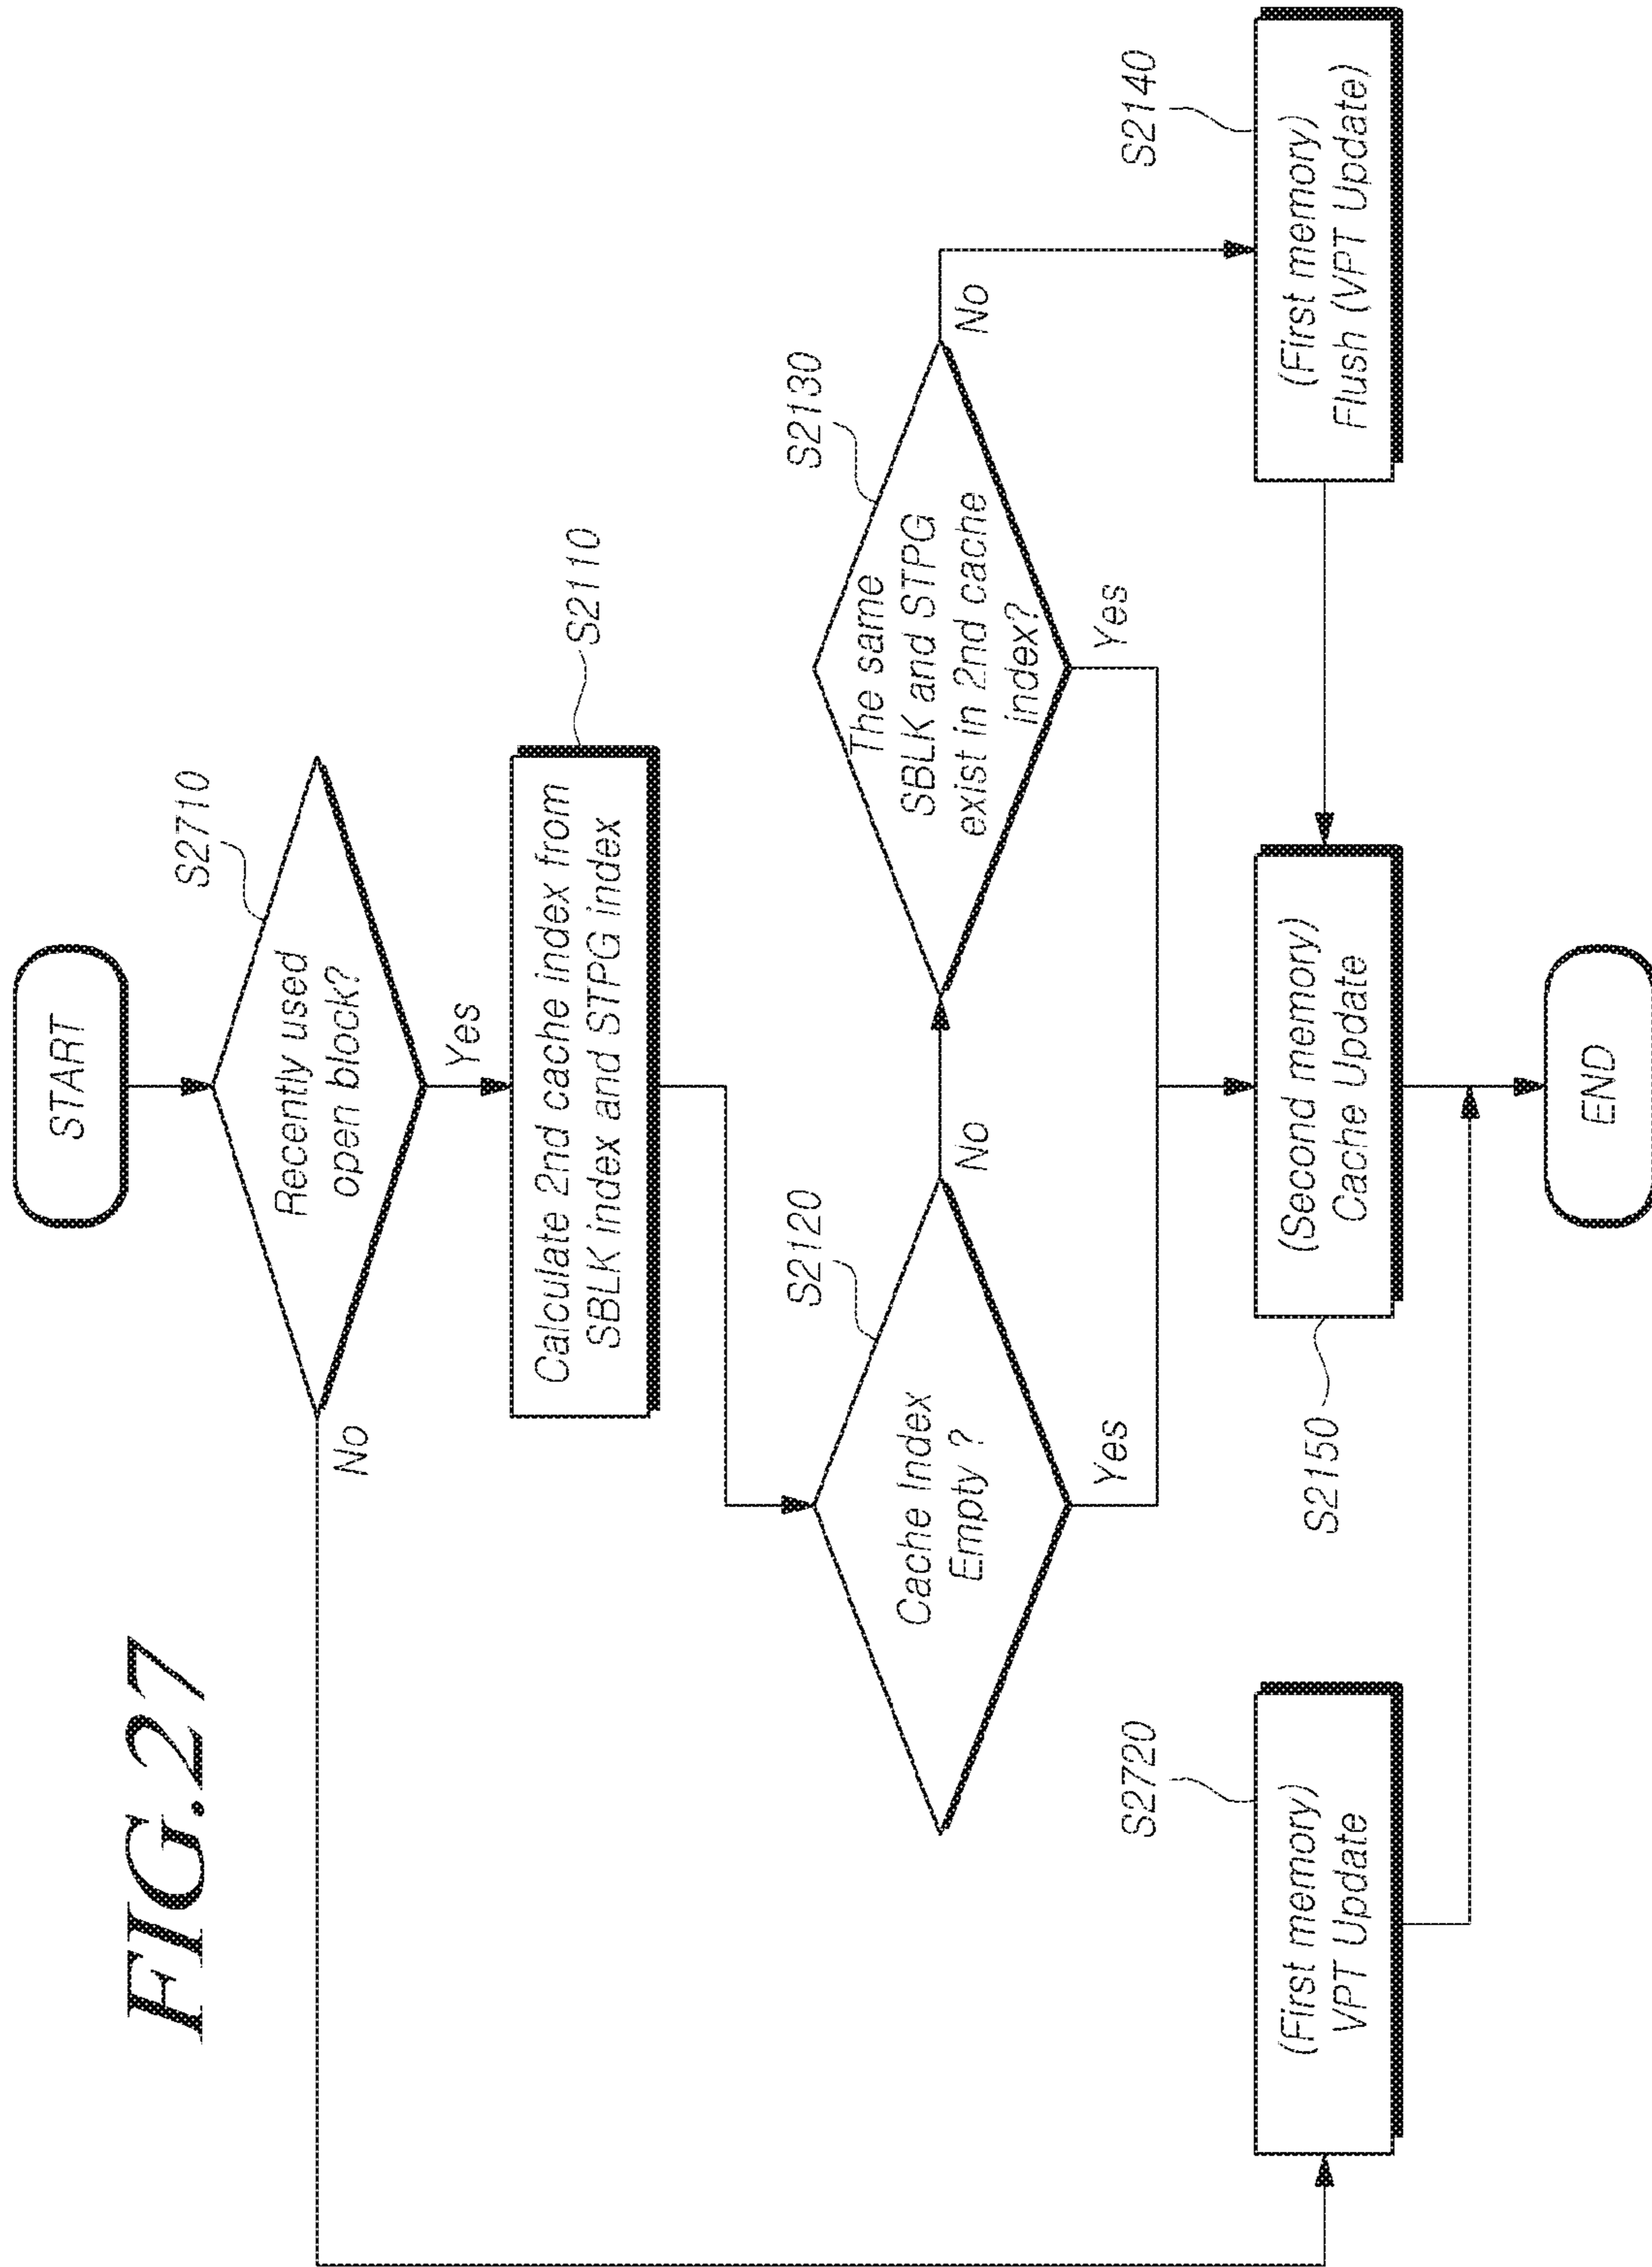 FIG.27
START
S2710
Recently used
open block?
No
Yes
S2110
Calculate 2nd cache index from
SBLK index and STPG index
S2120
Cache Index
Empty ?
No
Yes
S2130
The same
SBLK and STPG
exist in 2nd cache
index?
No
Yes
S2720
(First memory)
VPT Update
S2150
(Second memory)
Cache Update
S2140
(First memory)
Flush (VPT Update)
END